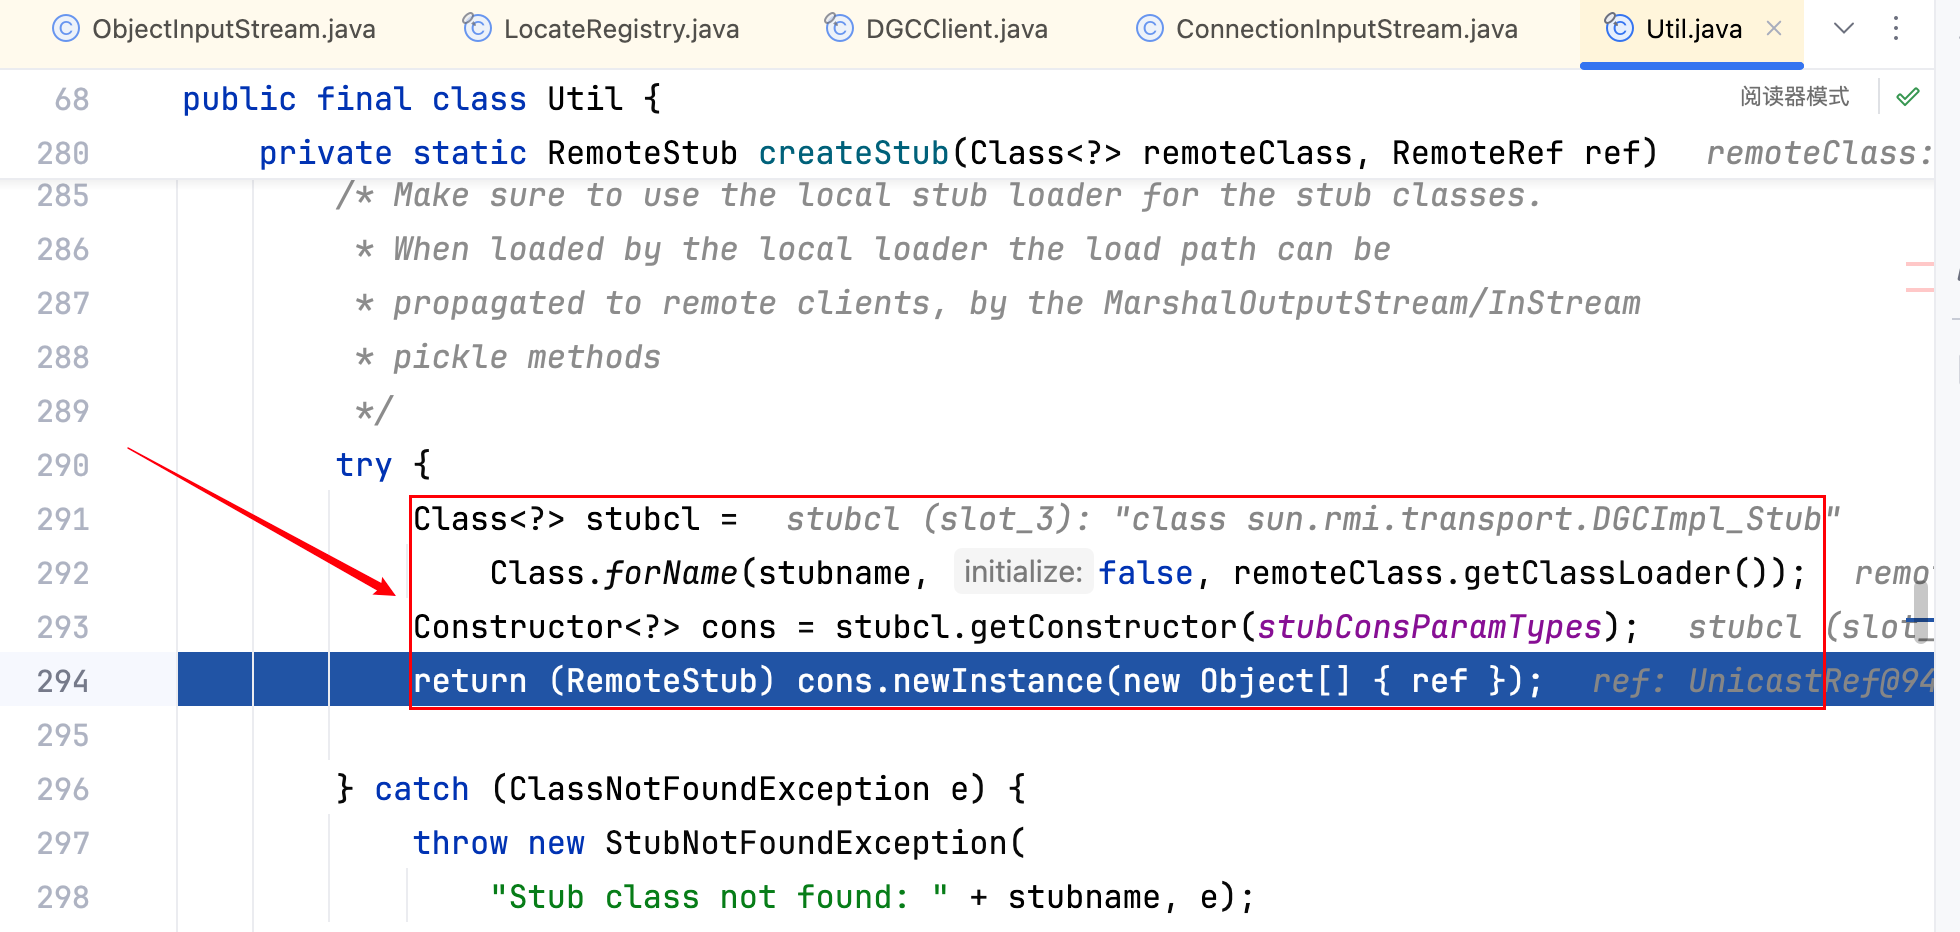 ObjectInputStream.java LocateRegistry.java DGCClient.java ConnectionInputStream.java Util.java
68 public final class Util { 阅读器模式
280 private static RemoteStub createStub(Class<?> remoteClass, RemoteRef ref) remoteClass:
285 /* Make sure to use the local stub loader for the stub classes.
286 * When loaded by the local loader the load path can be
287 * propagated to remote clients, by the MarshalOutputStream/InStream
288 * pickle methods
289 */
290 try {
291 Class<?> stubcl = stubcl (slot_3): "class sun.rmi.transport.DGCImpl_Stub"
292 Class.forName(stubname, initialize: false, remoteClass.getClassLoader()); remo
293 Constructor<?> cons = stubcl.getConstructor(stubConsParamTypes); stubcl (slot_
294 return (RemoteStub) cons.newInstance(new Object[] { ref }); ref: UnicastRef@94
295
296 } catch (ClassNotFoundException e) {
297 throw new StubNotFoundException(
298 "Stub class not found: " + stubname, e);